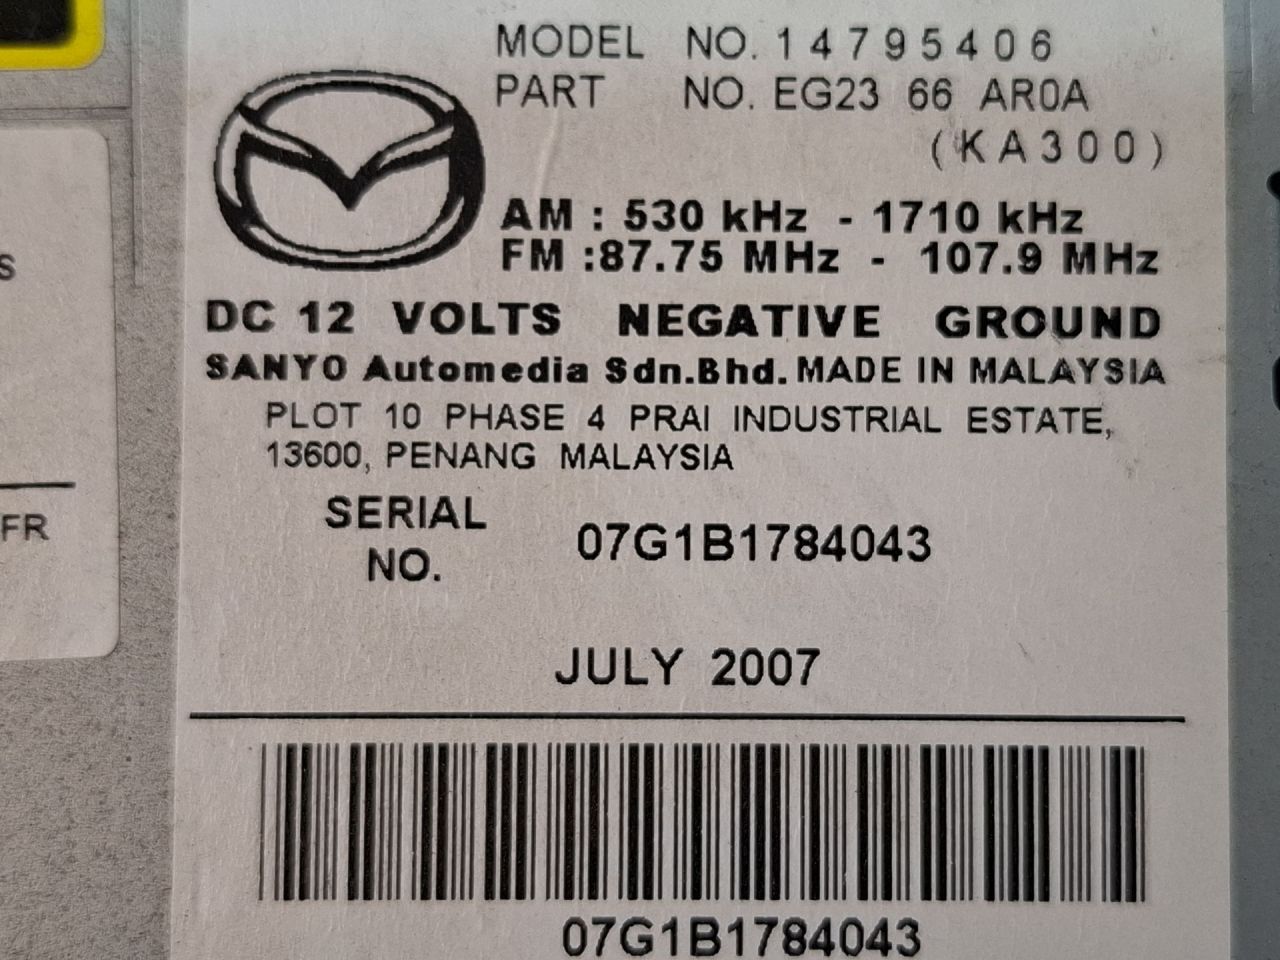 MODEL NO. 14795406
PART NO. EG23 66 AR0A
(KA300)
AM : 530 kHz - 1710 kHz
FM :87.75 MHz - 107.9 MHz
DC 12 VOLTS NEGATIVE GROUND
SANYO Automedia Sdn.Bhd. MADE IN MALAYSIA
PLOT 10 PHASE 4 PRAI INDUSTRIAL ESTATE,
13600, PENANG MALAYSIA
SERIAL NO. 07G1B1784043
JULY 2007
07G1B1784043
S
FR